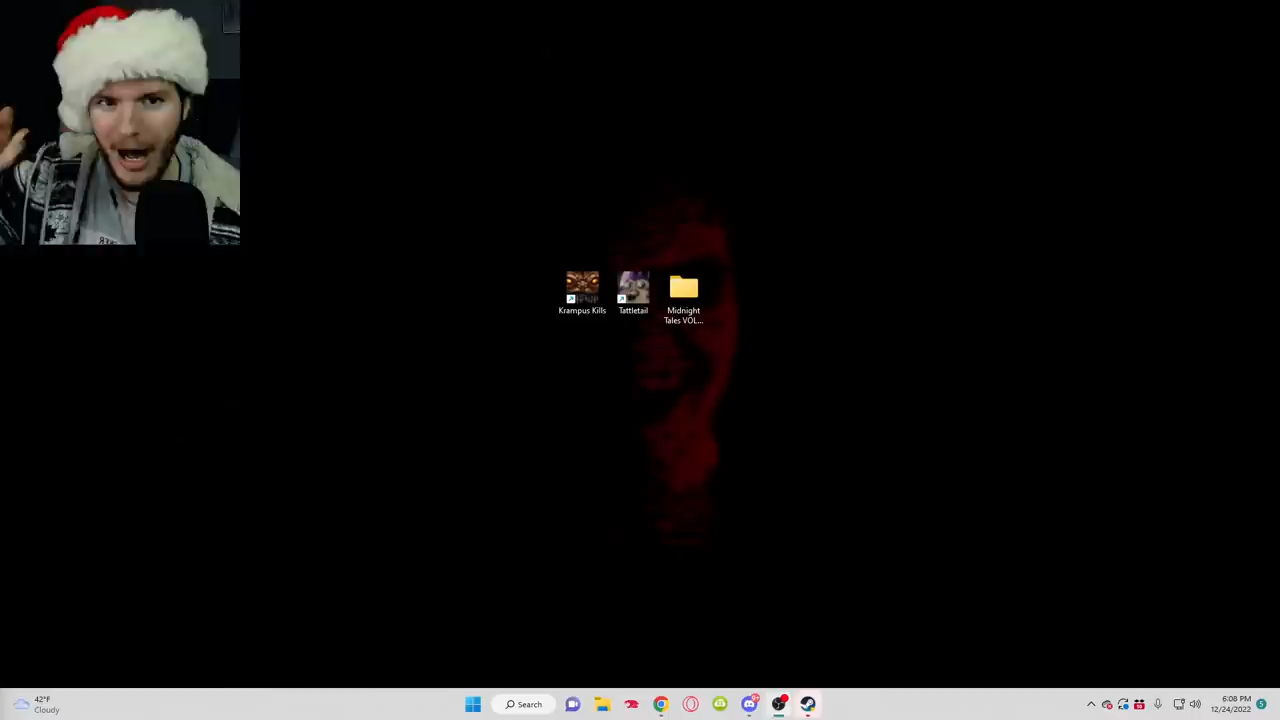 Krampus Kills
Tattletail
Midnight
Tales VOL...
42°F
Cloudy
Search
6:08 PM
12/24/2022